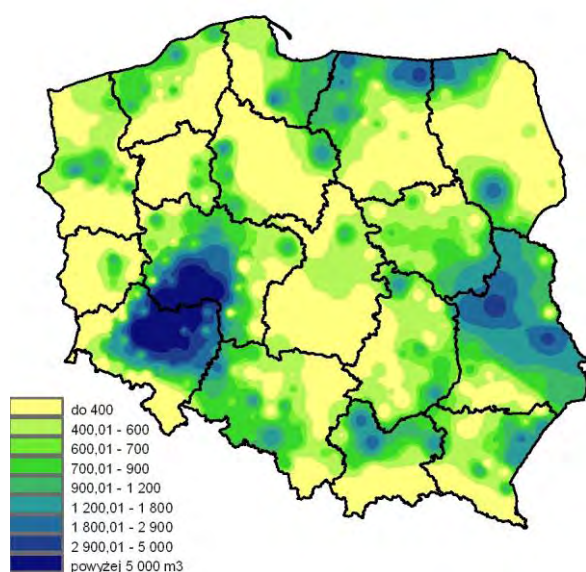 do 400
400,01 - 600
600,01 - 700
700,01 - 900
900,01 - 1 200
1 200,01 - 1 800
1 800,01 - 2 900
2 900,01 - 5 000
powyżej 5 000 m3